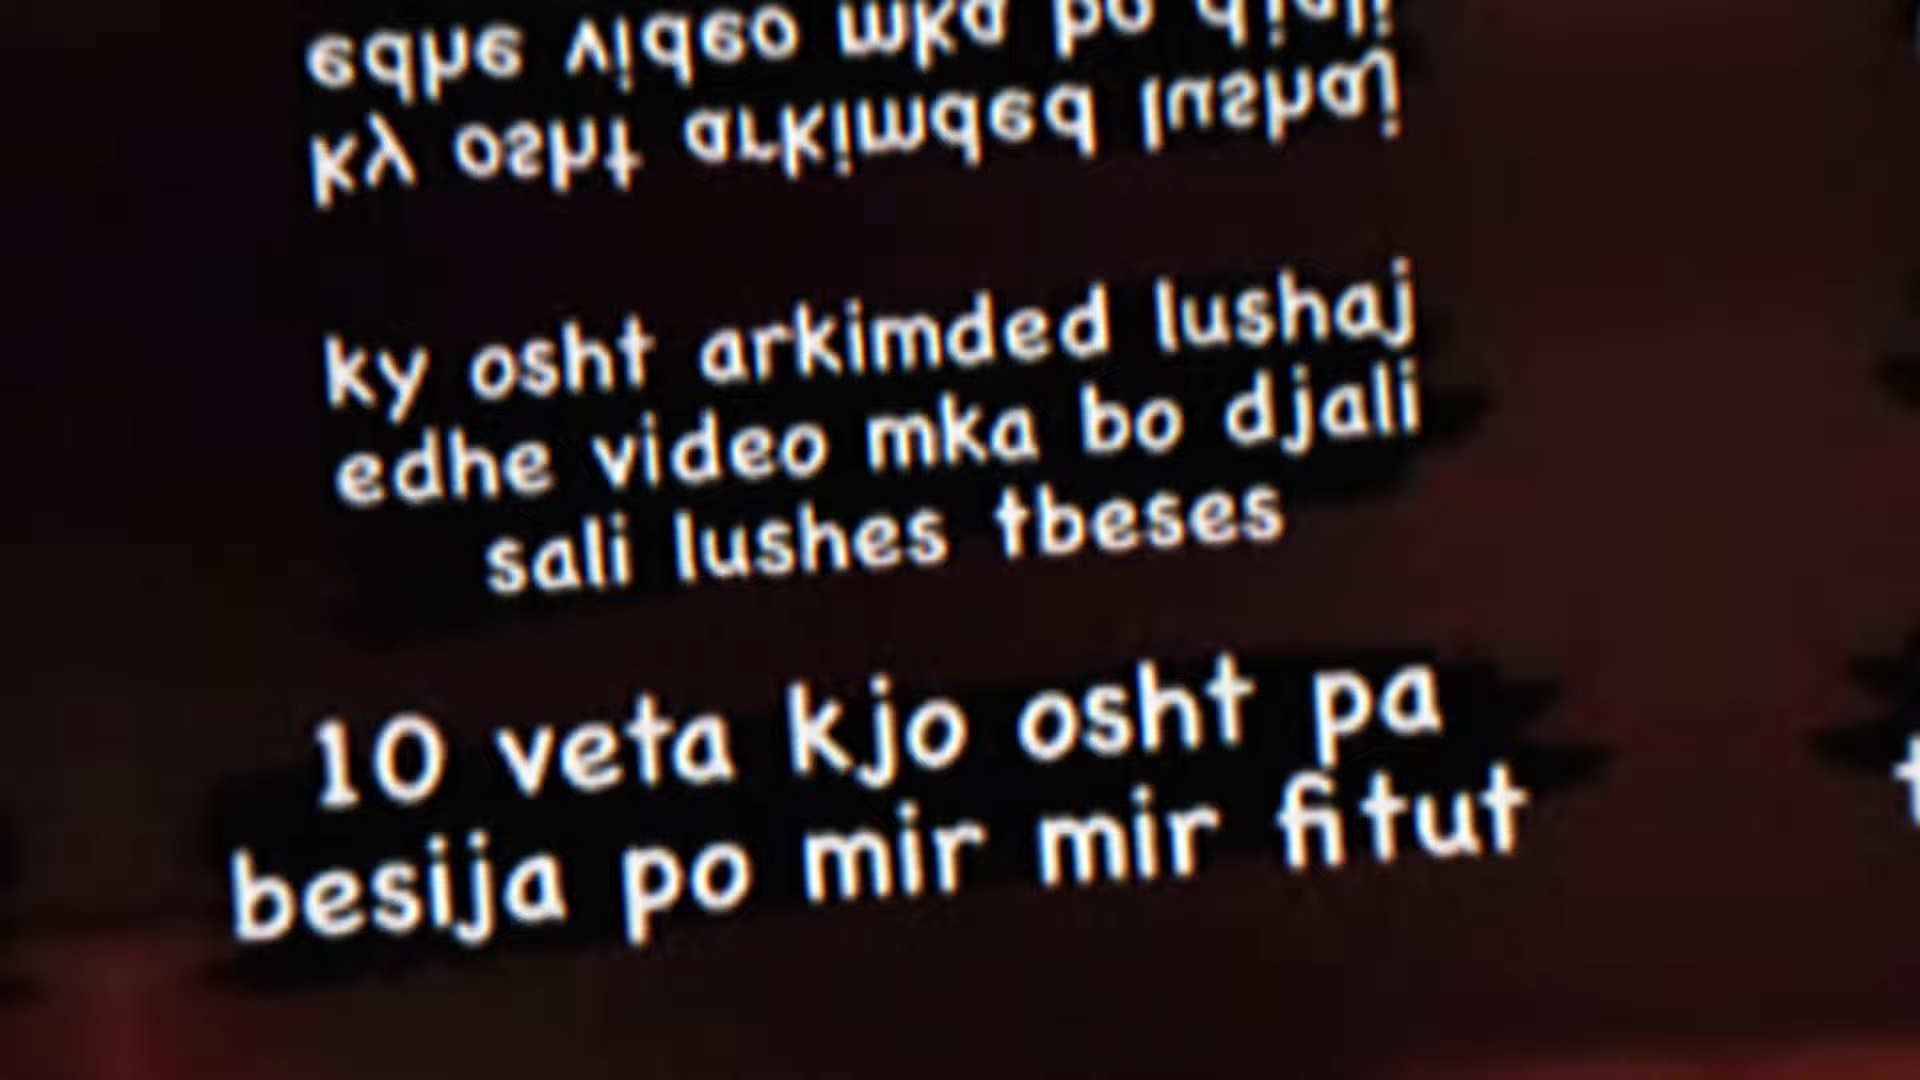 ky osht arkimded lushaj
edhe video mka bo djali
sali lushes tbeses
10 veta kjo osht pa
besija po mir mir fitut